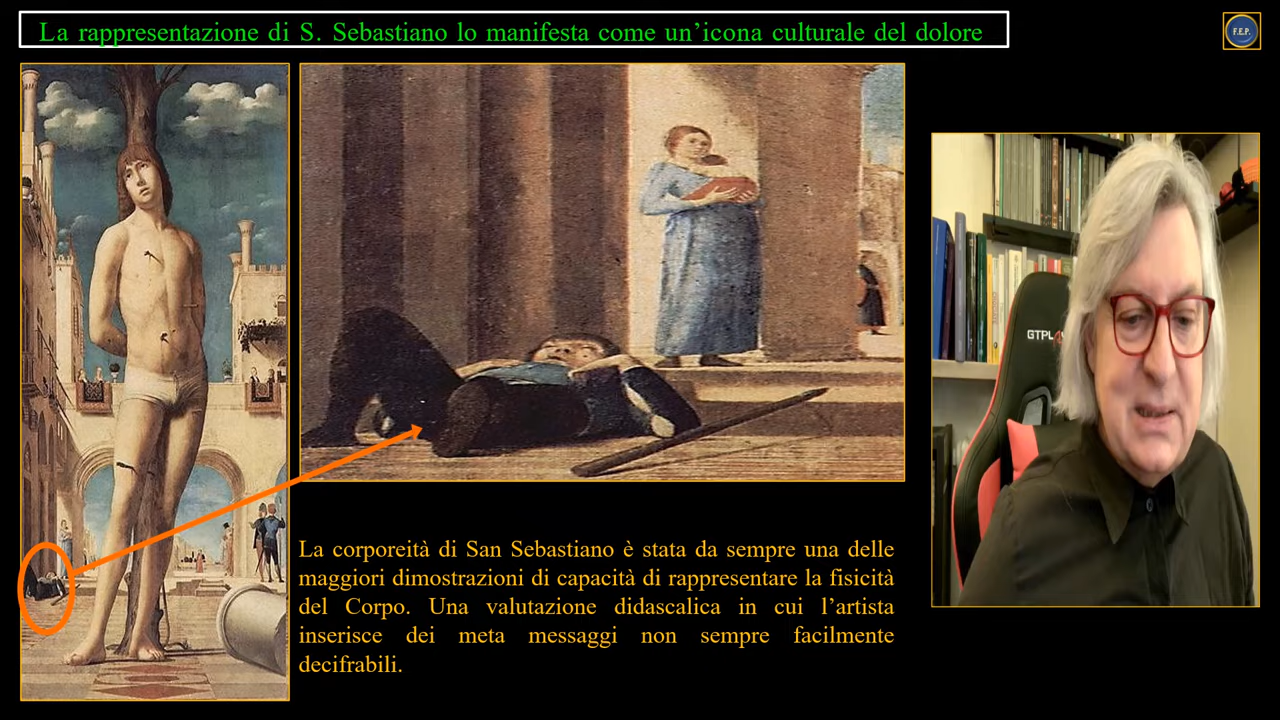 La rappresentazione di S. Sebastiano lo manifesta come un'icona culturale del dolore
F.E.P.
GTPL
La corporeità di San Sebastiano è stata da sempre una delle
maggiori dimostrazioni di capacità di rappresentare la fisicità
del Corpo. Una valutazione didascalica in cui l'artista
inserisce dei meta messaggi non sempre facilmente
decifrabili.